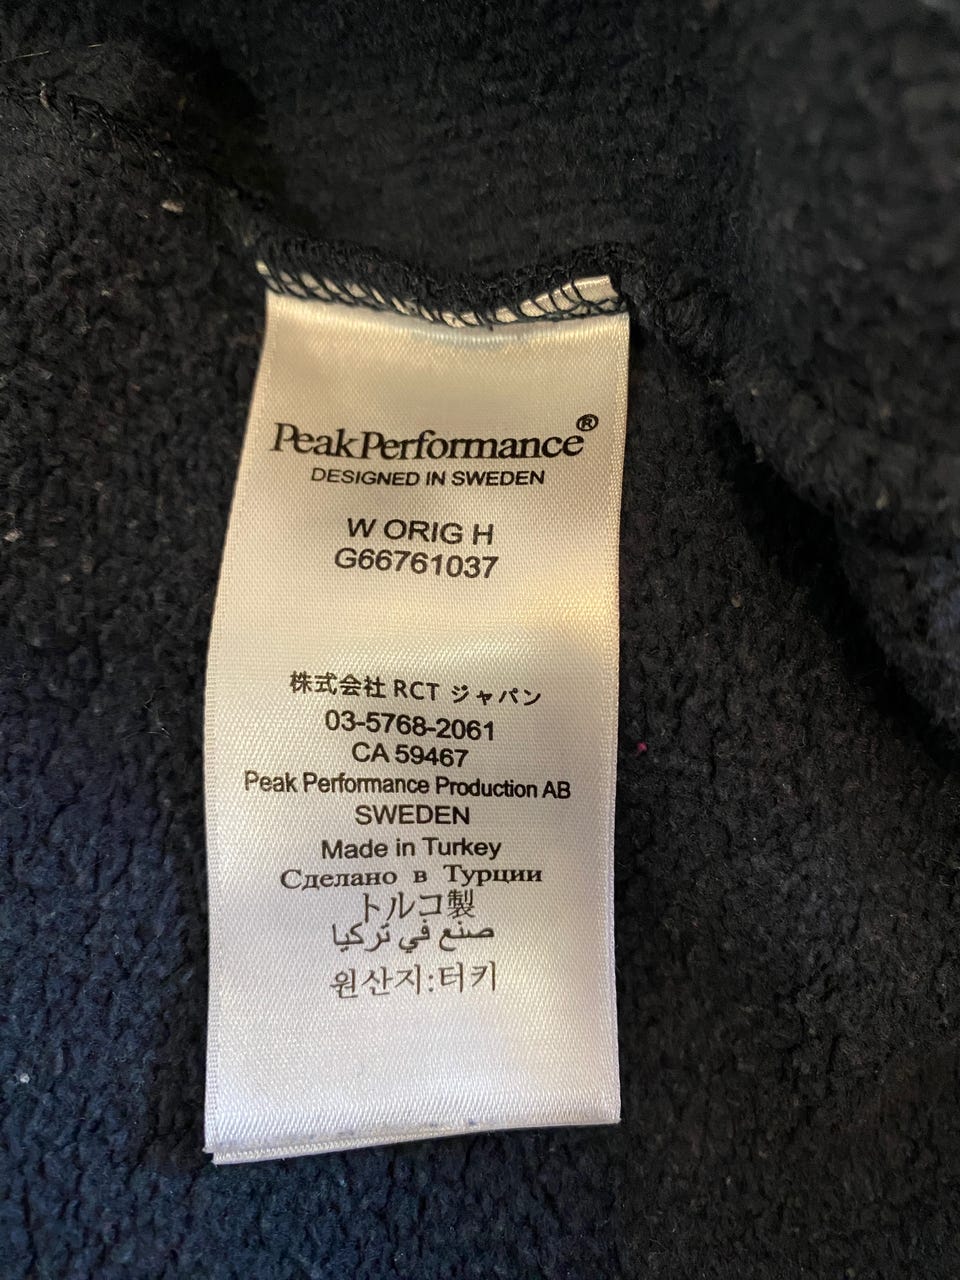 PeakPerformance®
DESIGNED IN SWEDEN
W ORIG H
G66761037
株式会社 RCT ジャパン
03-5768-2061
CA 59467
Peak Performance Production AB
SWEDEN
Made in Turkey
Сделано в Турции
トルコ製
صنع في تركيا
원산지:터키